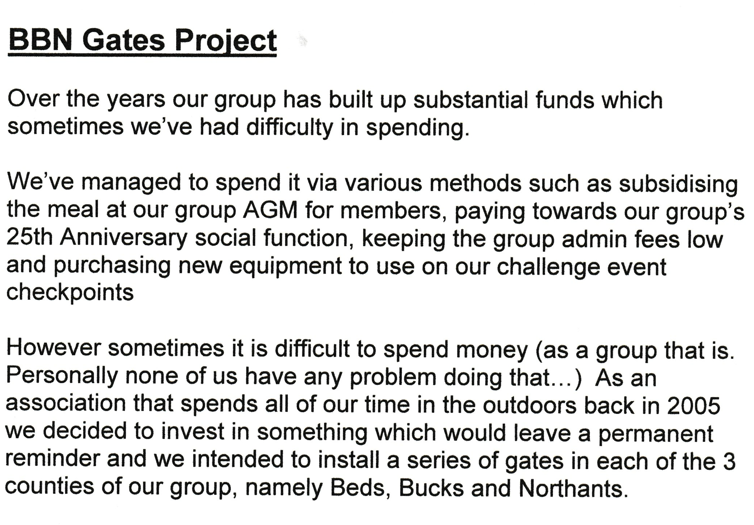 BBN Gates Project
Over the years our group has built up substantial funds which
sometimes we've had difficulty in spending.
We've managed to spend it via various methods such as subsidising
the meal at our group AGM for members, paying towards our group's
25th Anniversary social function, keeping the group admin fees low
and purchasing new equipment to use on our challenge event
checkpoints
However sometimes it is difficult to spend money (as a group that is.
Personally none of us have any problem doing that...)  As an
association that spends all of our time in the outdoors back in 2005
we decided to invest in something which would leave a permanent
reminder and we intended to install a series of gates in each of the 3
counties of our group, namely Beds, Bucks and Northants.